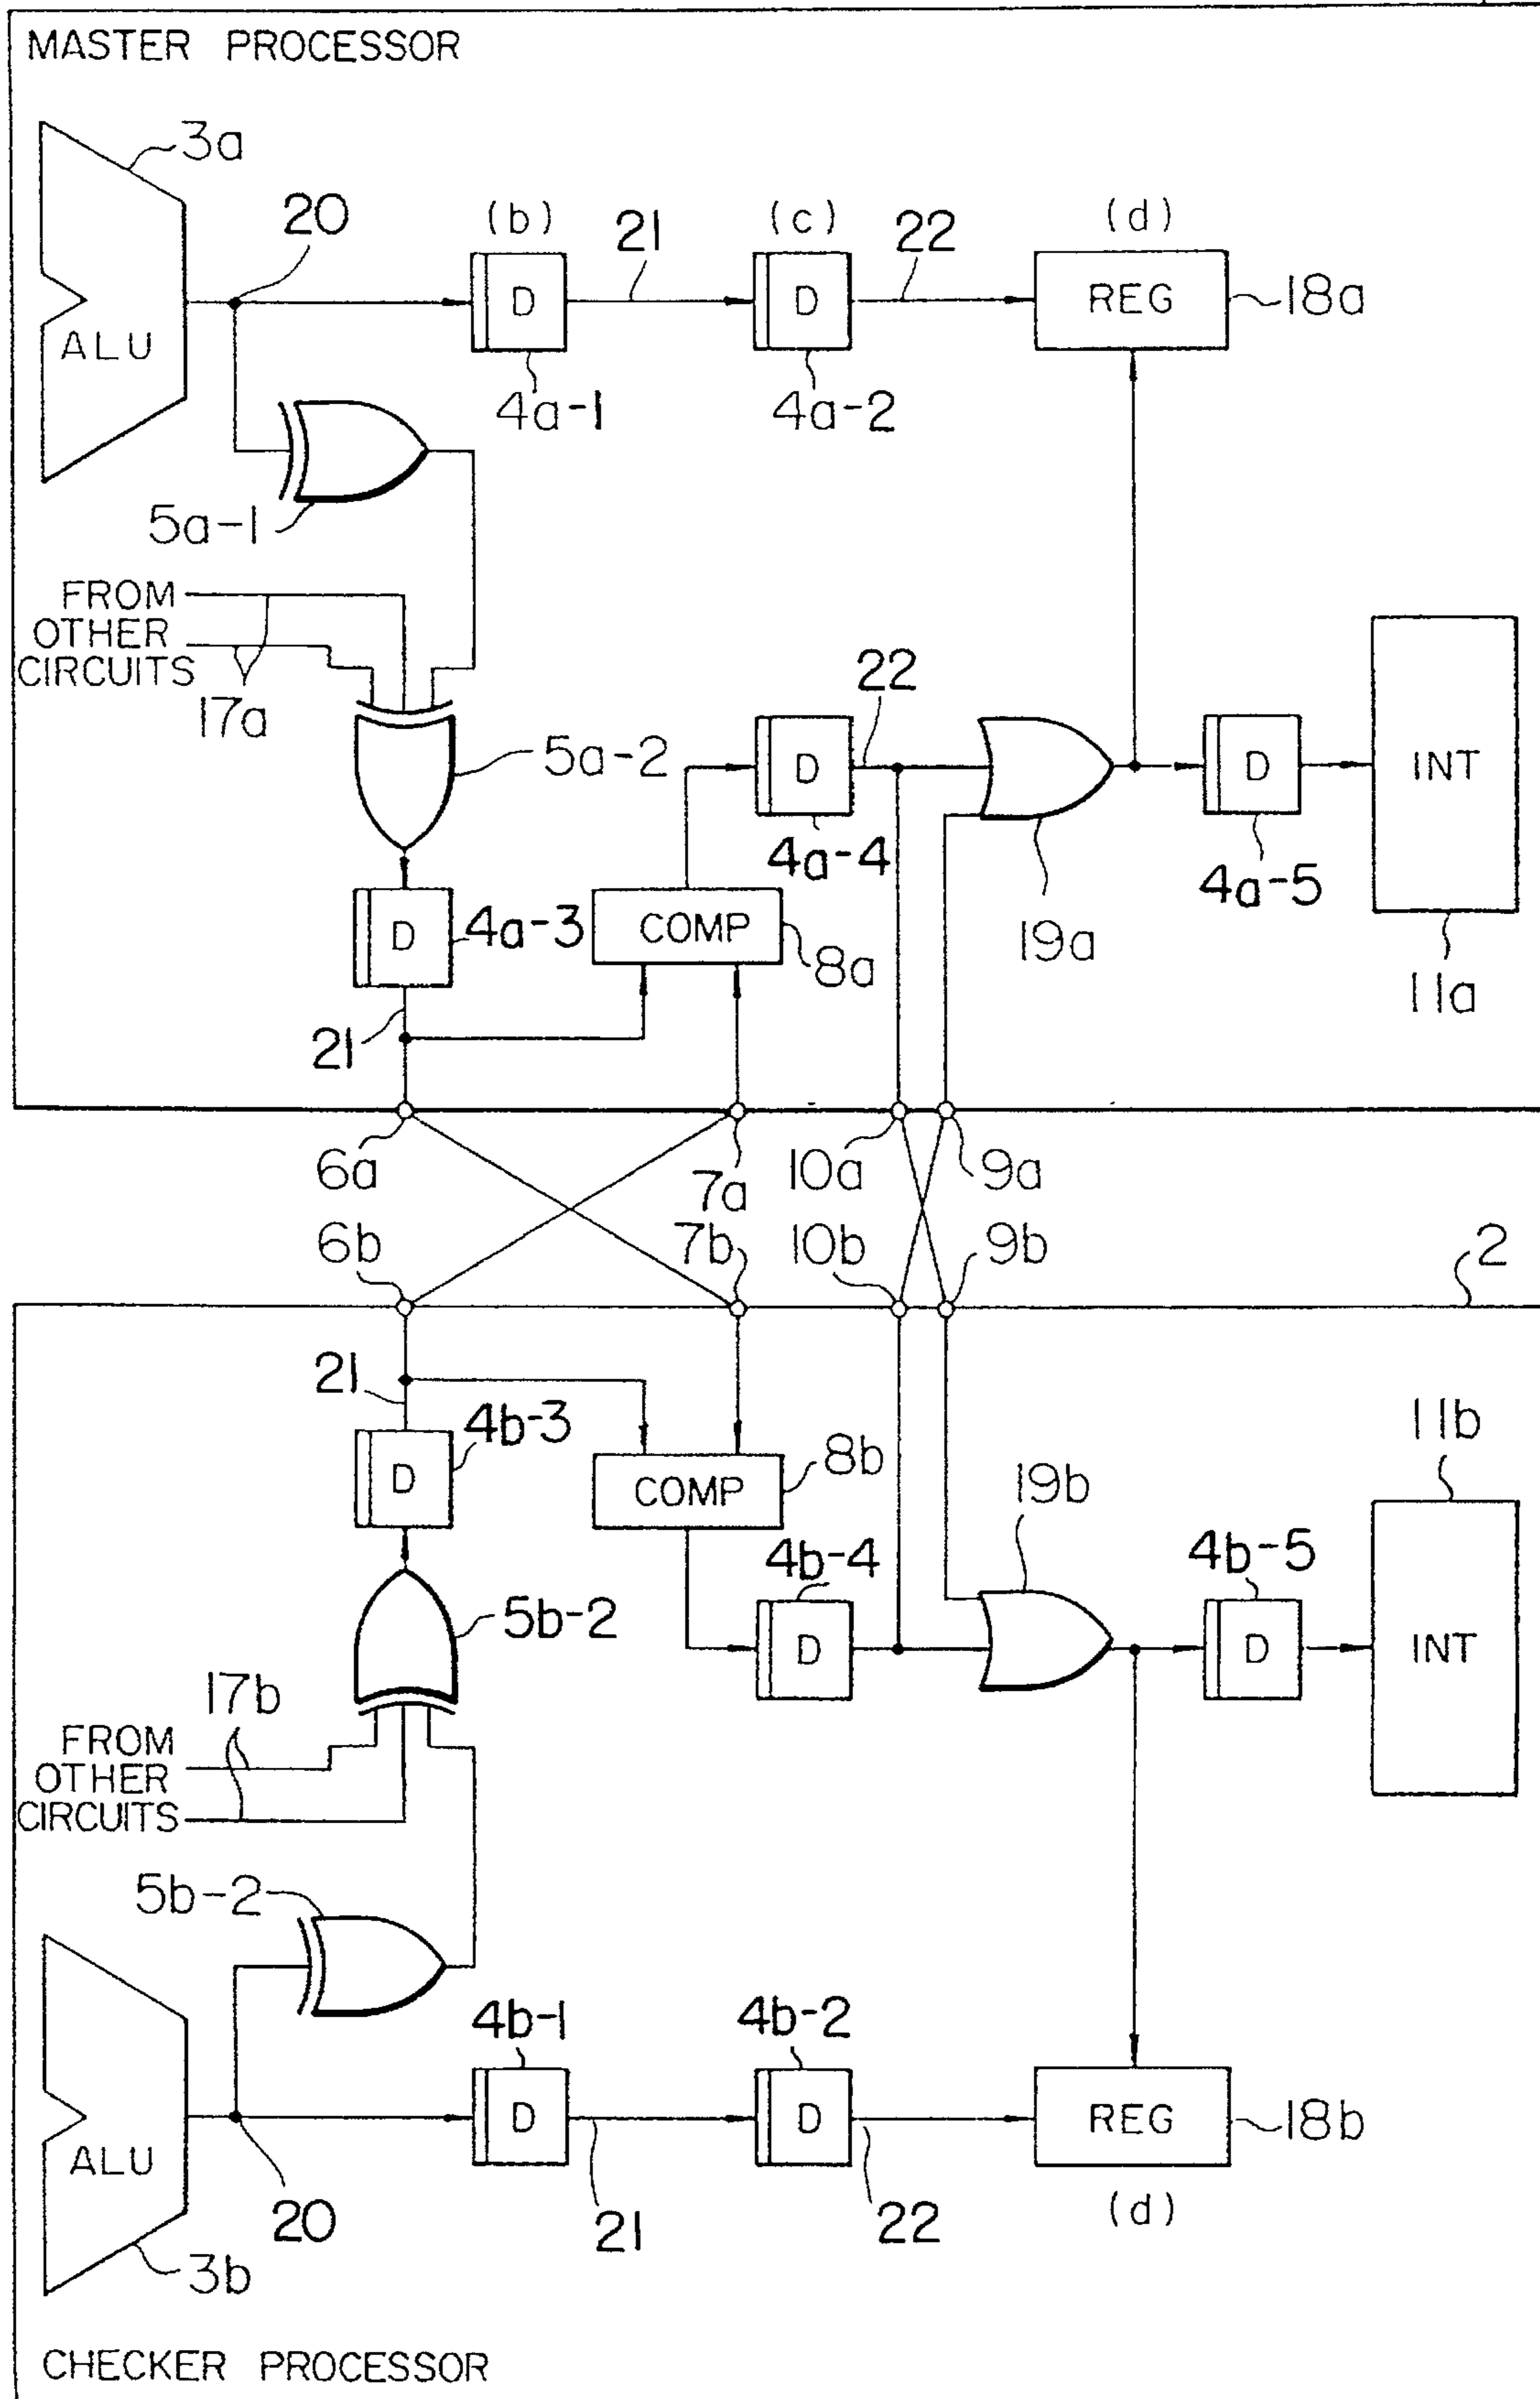 MASTER PROCESSOR
3a
20
(b)
21
(c)
22
(d)
D
D
REG
18a
ALU
4a-1
4a-2
5a-1
FROM
OTHER
CIRCUITS
17a
22
5a-2
D
D
INT
4a-4
4a-5
D
4a-3
COMP
8a
19a
11a
21
6a
7a
10a
9a
6b
7b
10b
9b
2
21
4b-3
D
COMP
8b
19b
11b
4b-4
4b-5
5b-2
D
D
INT
17b
FROM
OTHER
CIRCUITS
5b-2
4b-1
4b-2
D
D
REG
18b
ALU
20
21
22
(d)
3b
CHECKER PROCESSOR